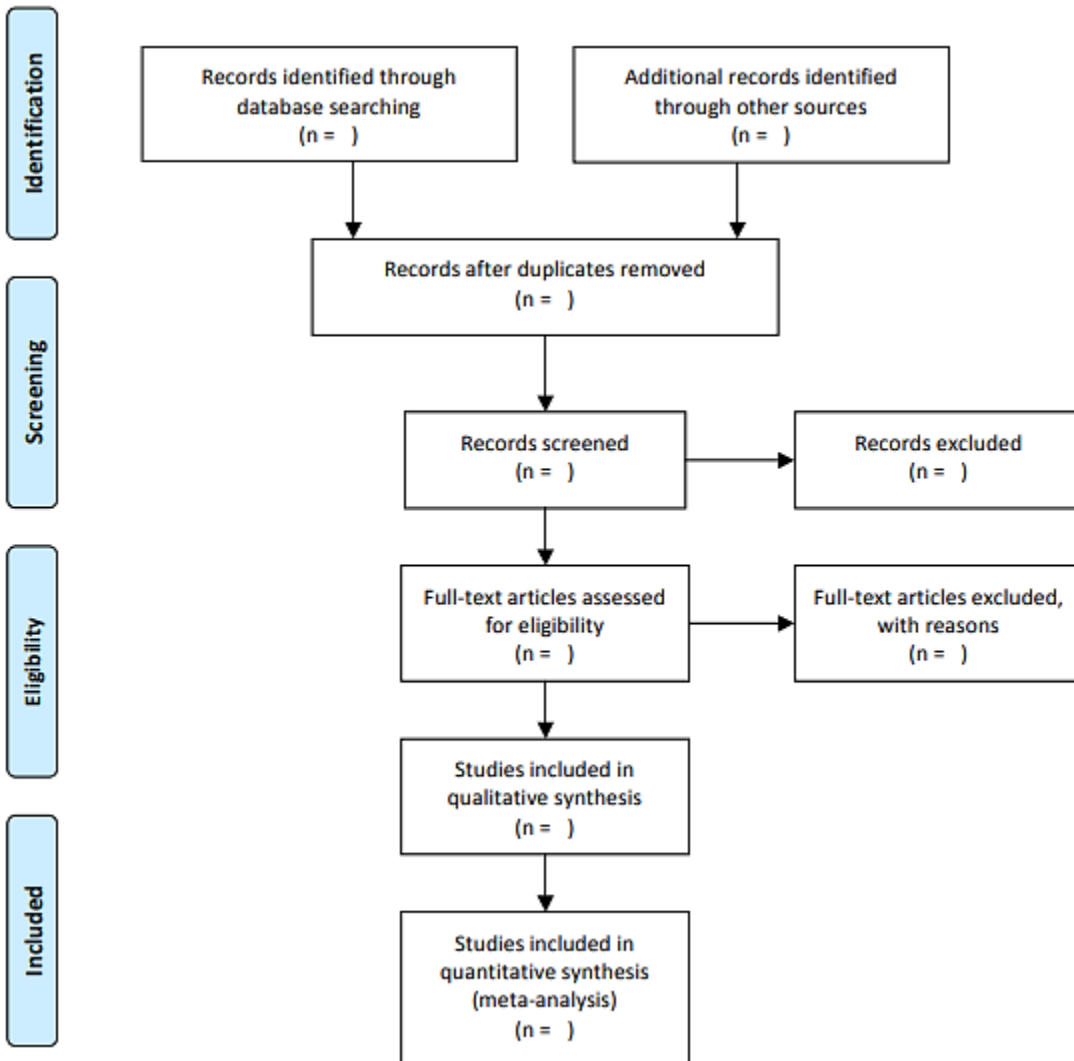 Identification
Records identified through
database searching
(n =   )
Additional records identified
through other sources
(n =   )
Records after duplicates removed
(n =   )
Screening
Records screened
(n =   )
Records excluded
(n =   )
Eligibility
Full-text articles assessed
for eligibility
(n =   )
Full-text articles excluded,
with reasons
(n =   )
Studies included in
qualitative synthesis
(n =   )
Included
Studies included in
quantitative synthesis
(meta-analysis)
(n =   )